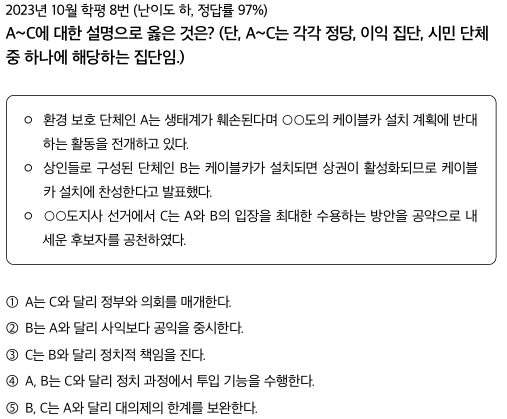 2023년 10월 학평 8번 (난이도 하, 정답률 97%)
A~C에 대한 설명으로 옳은 것은? (단, A~C는 각각 정당, 이익 집단, 시민 단체
중 하나에 해당하는 집단임.)
○ 환경 보호 단체인 A는 생태계가 훼손된다며 ○○도의 케이블카 설치 계획에 반대
하는 활동을 전개하고 있다.
○ 상인들로 구성된 단체인 B는 케이블카가 설치되면 상권이 활성화되므로 케이블
카 설치에 찬성한다고 발표했다.
○ ○○도지사 선거에서 C는 A와 B의 입장을 최대한 수용하는 방안을 공약으로 내
세운 후보자를 공천하였다.
① A는 C와 달리 정부와 의회를 매개한다.
② B는 A와 달리 사익보다 공익을 중시한다.
③ C는 B와 달리 정치적 책임을 진다.
④ A, B는 C와 달리 정치 과정에서 투입 기능을 수행한다.
⑤ B, C는 A와 달리 대의제의 한계를 보완한다.